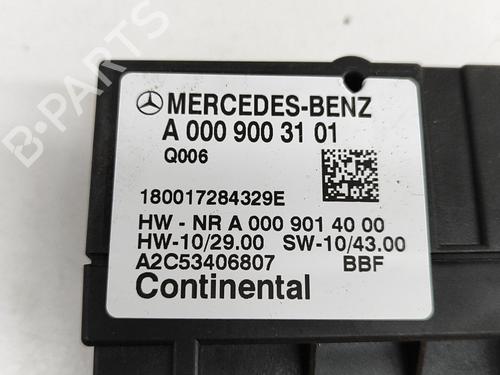 B-PARTS
MERCEDES-BENZ
A 000 900 31 01
Q006
180017284329E
HW - NR A 000 901 40 00
HW-10/29.00 SW-10/43.00
A2C53406807 BBF
Continental